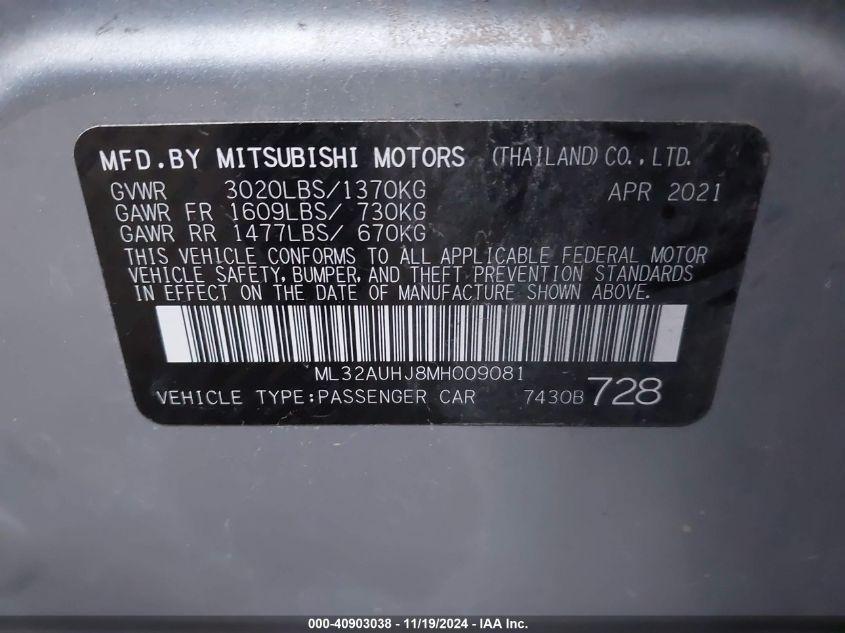 MFD.BY MITSUBISHI MOTORS (THAILAND)CO.,LTD.
GVWR 3020LBS/1370KG APR 2021
GAWR FR 1609LBS/ 730KG
GAWR RR 1477LBS/ 670KG
THIS VEHICLE CONFORMS TO ALL APPLICABLE FEDERAL MOTOR
VEHICLE SAFETY, BUMPER, AND THEFT PREVENTION STANDARDS
IN EFFECT ON THE DATE OF MANUFACTURE SHOWN ABOVE.
ML32AUHJ8MH009081
VEHICLE TYPE:PASSENGER CAR 7430B 728
000-40903038 - 11/19/2024 - IAA Inc.